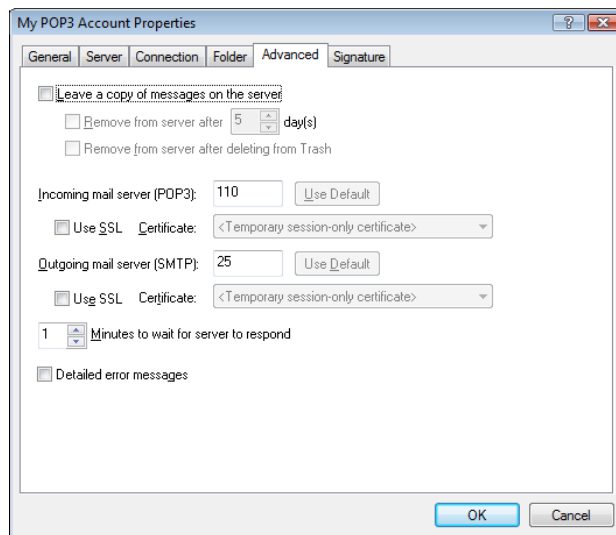 My POP3 Account Properties
General Server Connection Folder Advanced Signature
Leave a copy of messages on the server
Remove from server after 5 day(s)
Remove from server after deleting from Trash
Incoming mail server (POP3): 110 Use Default
Use SSL Certificate: <Temporary session-only certificate>
Outgoing mail server (SMTP): 25 Use Default
Use SSL Certificate: <Temporary session-only certificate>
1 Minutes to wait for server to respond
Detailed error messages
OK Cancel